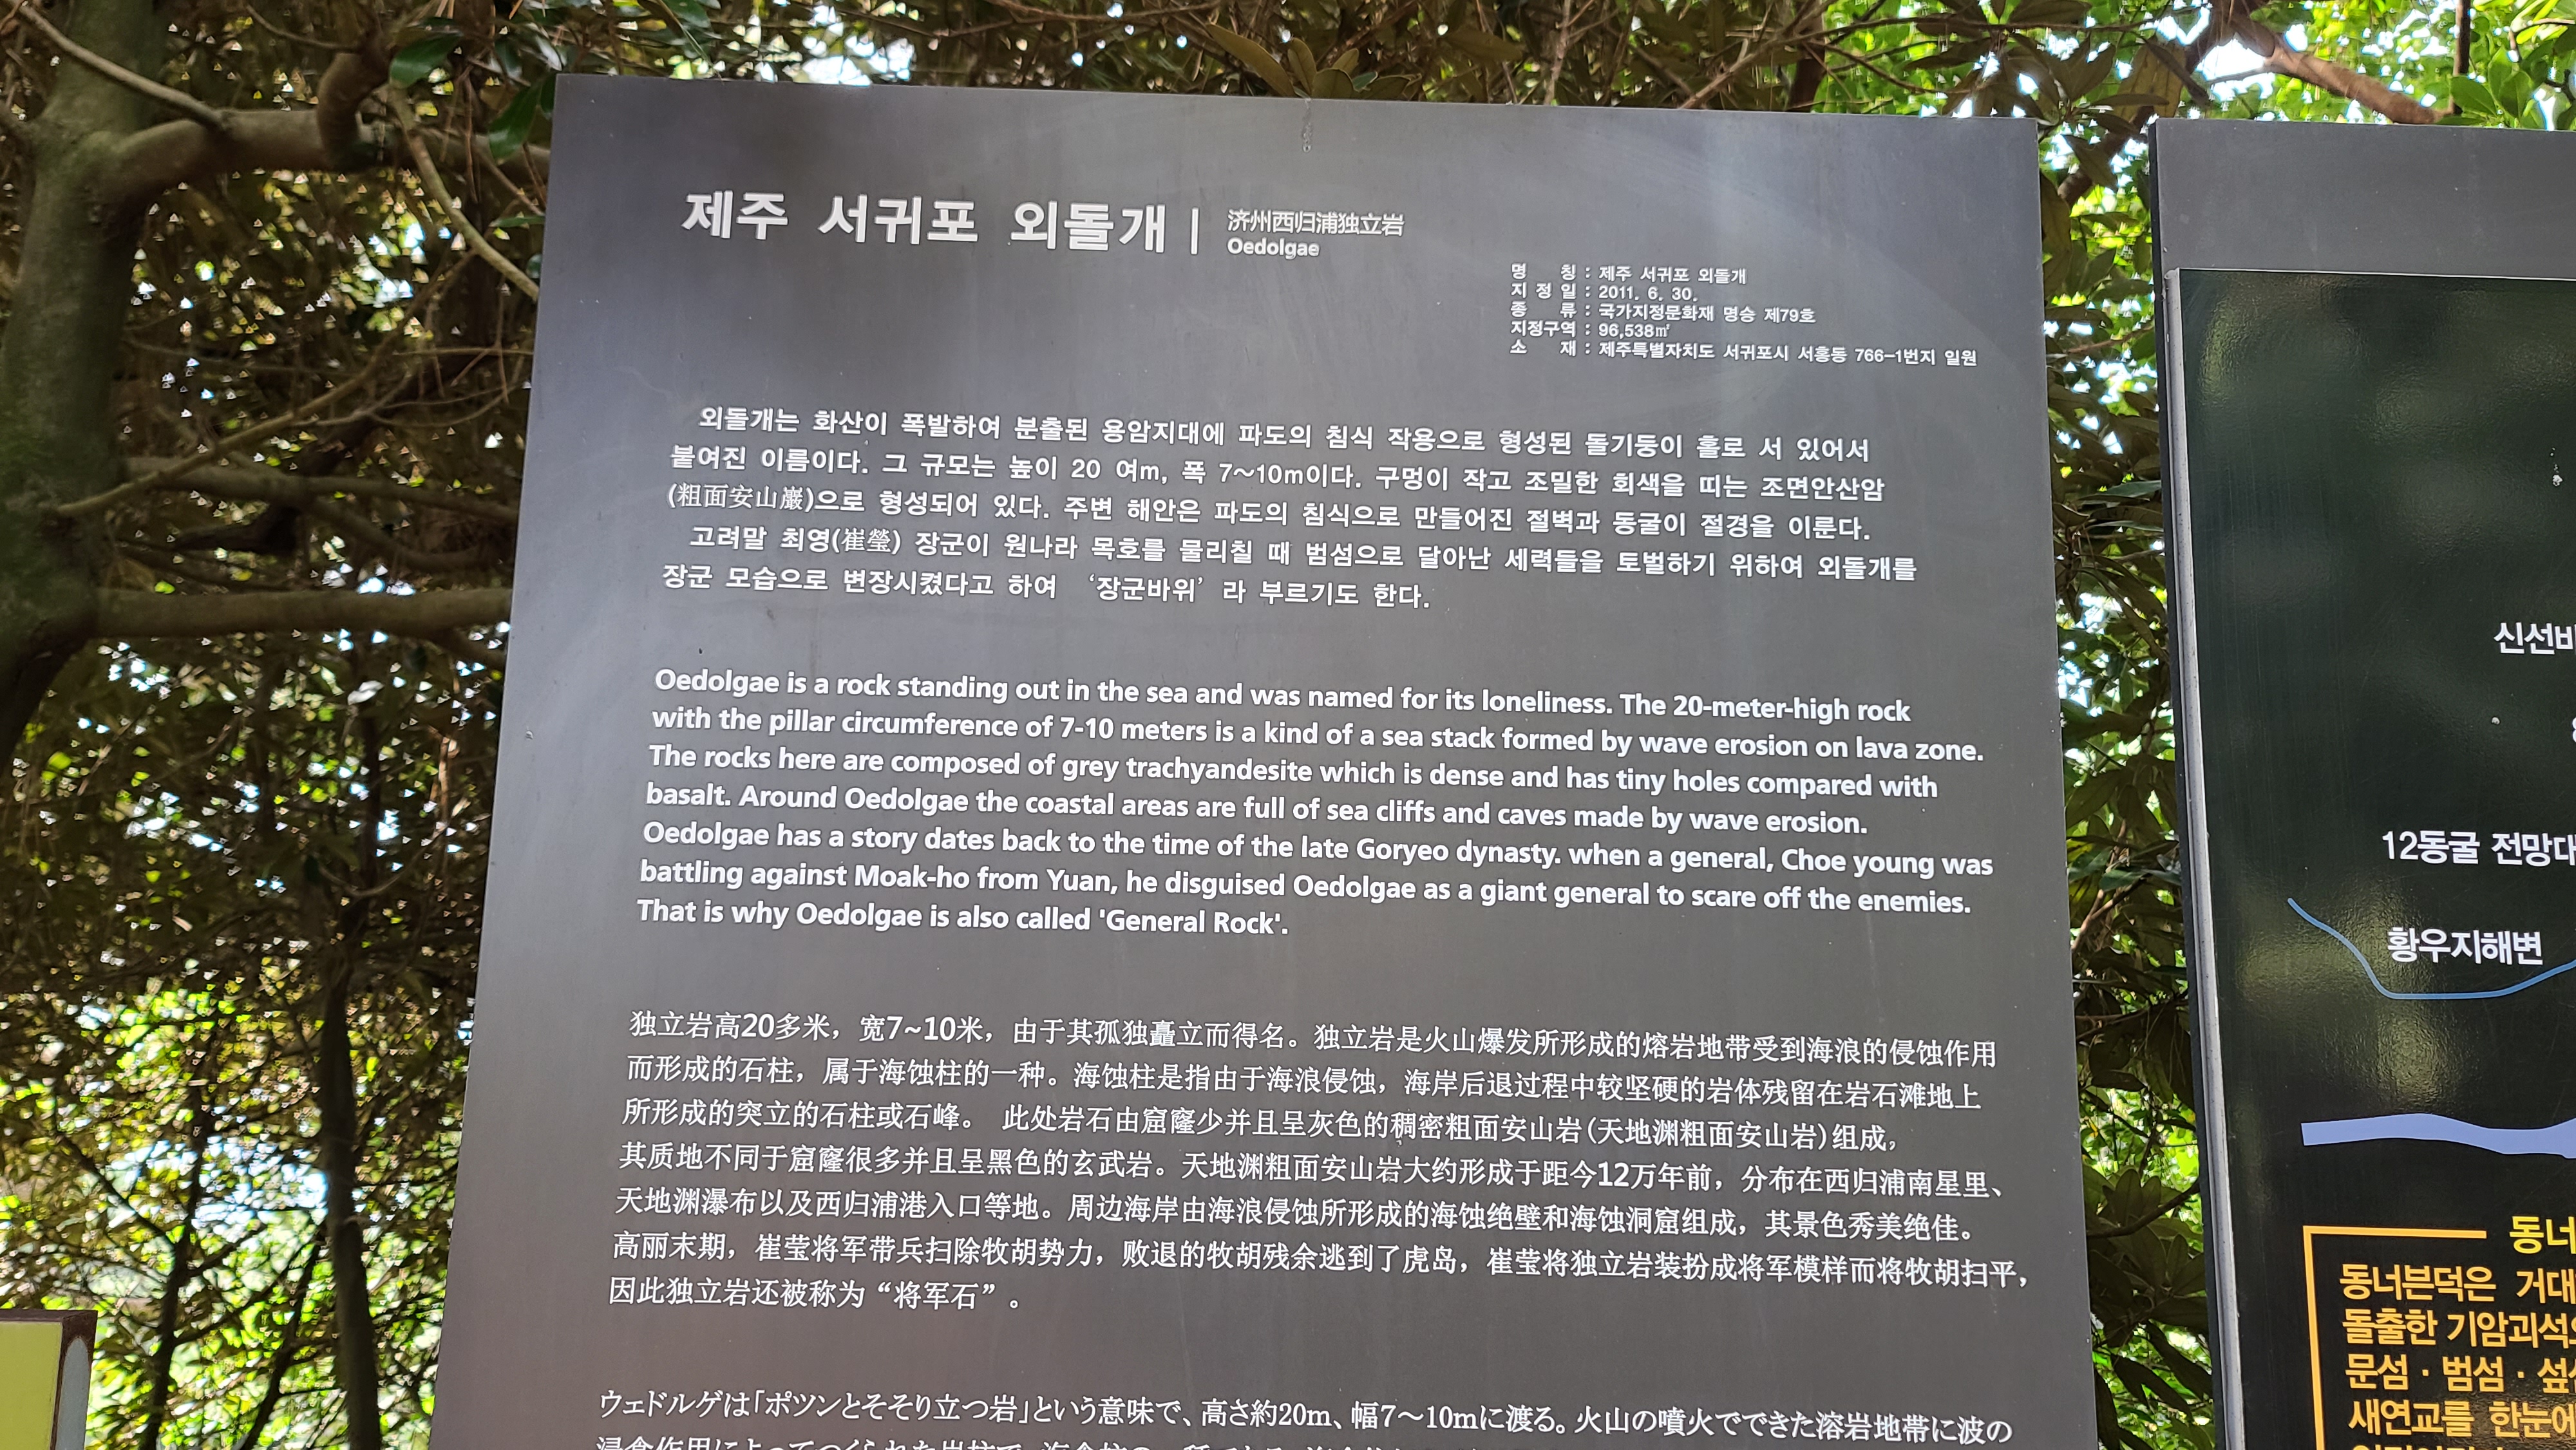 제주 서귀포 외돌개 | 济州西归浦独立岩
Oedolgae
명 칭 : 제주 서귀포 외돌개
지 정 일 : 2011. 6. 30.
종 류 : 국가지정문화재 명승 제79호
지정구역 : 96,538㎡
소 재 : 제주특별자치도 서귀포시 서홍동 766-1번지 일원
외돌개는 화산이 폭발하여 분출된 용암지대에 파도의 침식 작용으로 형성된 돌기둥이 홀로 서 있어서
붙여진 이름이다. 그 규모는 높이 20 여m, 폭 7~10m이다. 구멍이 작고 조밀한 회색을 띠는 조면안산암
(粗面安山巖)으로 형성되어 있다. 주변 해안은 파도의 침식으로 만들어진 절벽과 동굴이 절경을 이룬다.
고려말 최영(崔瑩) 장군이 원나라 목호를 물리칠 때 범섬으로 달아난 세력들을 토벌하기 위하여 외돌개를
장군 모습으로 변장시켰다고 하여 ‘장군바위’라 부르기도 한다.
Oedolgae is a rock standing out in the sea and was named for its loneliness. The 20-meter-high rock
with the pillar circumference of 7-10 meters is a kind of a sea stack formed by wave erosion on lava zone.
The rocks here are composed of grey trachyandesite which is dense and has tiny holes compared with
basalt. Around Oedolgae the coastal areas are full of sea cliffs and caves made by wave erosion.
Oedolgae has a story dates back to the time of the late Goryeo dynasty. when a general, Choe young was
battling against Moak-ho from Yuan, he disguised Oedolgae as a giant general to scare off the enemies.
That is why Oedolgae is also called 'General Rock'.
独立岩高20多米，宽7~10米，由于其孤独矗立而得名。独立岩是火山爆发所形成的熔岩地带受到海浪的侵蚀作用
而形成的石柱，属于海蚀柱的一种。海蚀柱是指由于海浪侵蚀，海岸后退过程中较坚硬的岩体残留在岩石滩地上
所形成的突立的石柱或石峰。 此处岩石由窟窿少并且呈灰色的稠密粗面安山岩(天地渊粗面安山岩)组成，
其质地不同于窟窿很多并且呈黑色的玄武岩。天地渊粗面安山岩大约形成于距今12万年前，分布在西归浦南星里、
天地渊瀑布以及西归浦港入口等地。周边海岸由海浪侵蚀所形成的海蚀绝壁和海蚀洞窟组成，其景色秀美绝佳。
高丽末期，崔莹将军带兵扫除牧胡势力，败退的牧胡残余逃到了虎岛，崔莹将独立岩装扮成将军模样而将牧胡扫平，
因此独立岩还被称为“将军石”。
ウェドルゲは「ポツンとそそり立つ岩」という意味で、高さ約20m、幅7～10mに渡る。火山の噴火でできた溶岩地帯に波の
신선바
12동굴 전망대
황우지해변
동너
동너븐덕은 거대
돌출한 기암괴석
문섬·범섬·섶
새연교를 한눈에